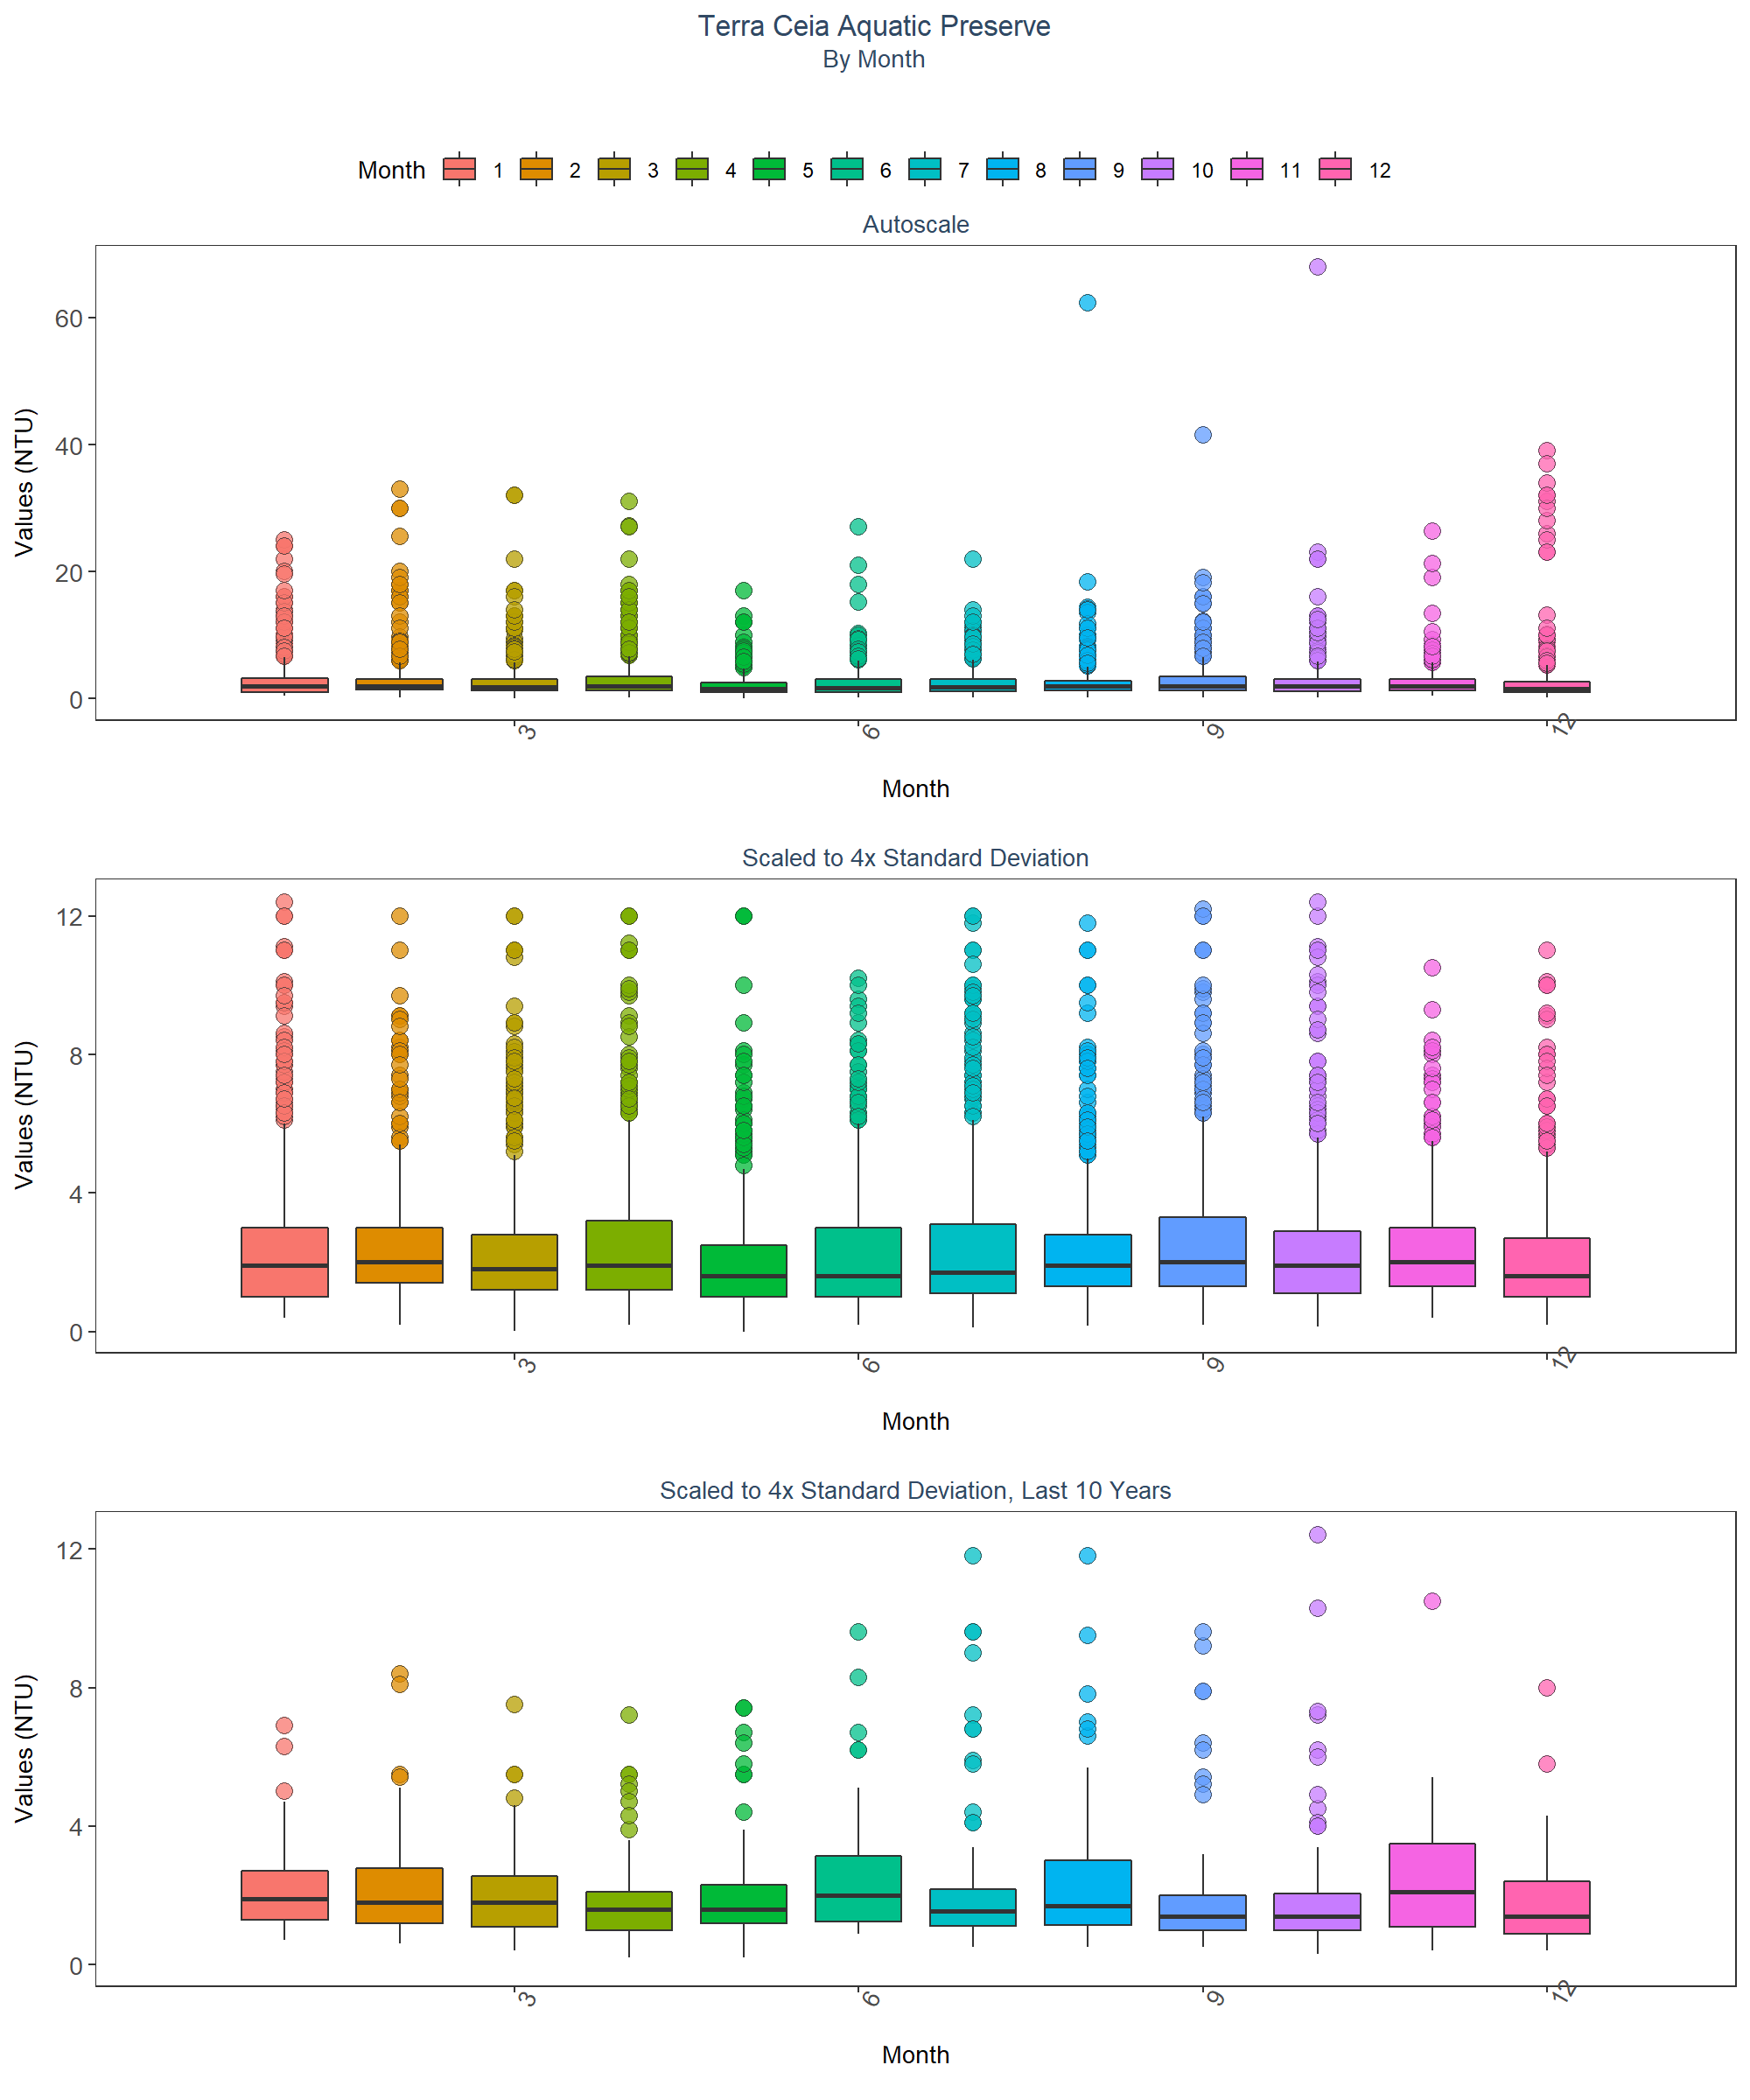 Terra Ceia Aquatic Preserve
By Month
Month 1 2 3 4 5 6 7 8 9 10 11 12
Autoscale
Values (NTU)
60
40
20
0
3 6 9 12
Month
Scaled to 4x Standard Deviation
Values (NTU)
12
8
4
0
3 6 9 12
Month
Scaled to 4x Standard Deviation, Last 10 Years
Values (NTU)
12
8
4
0
3 6 9 12
Month